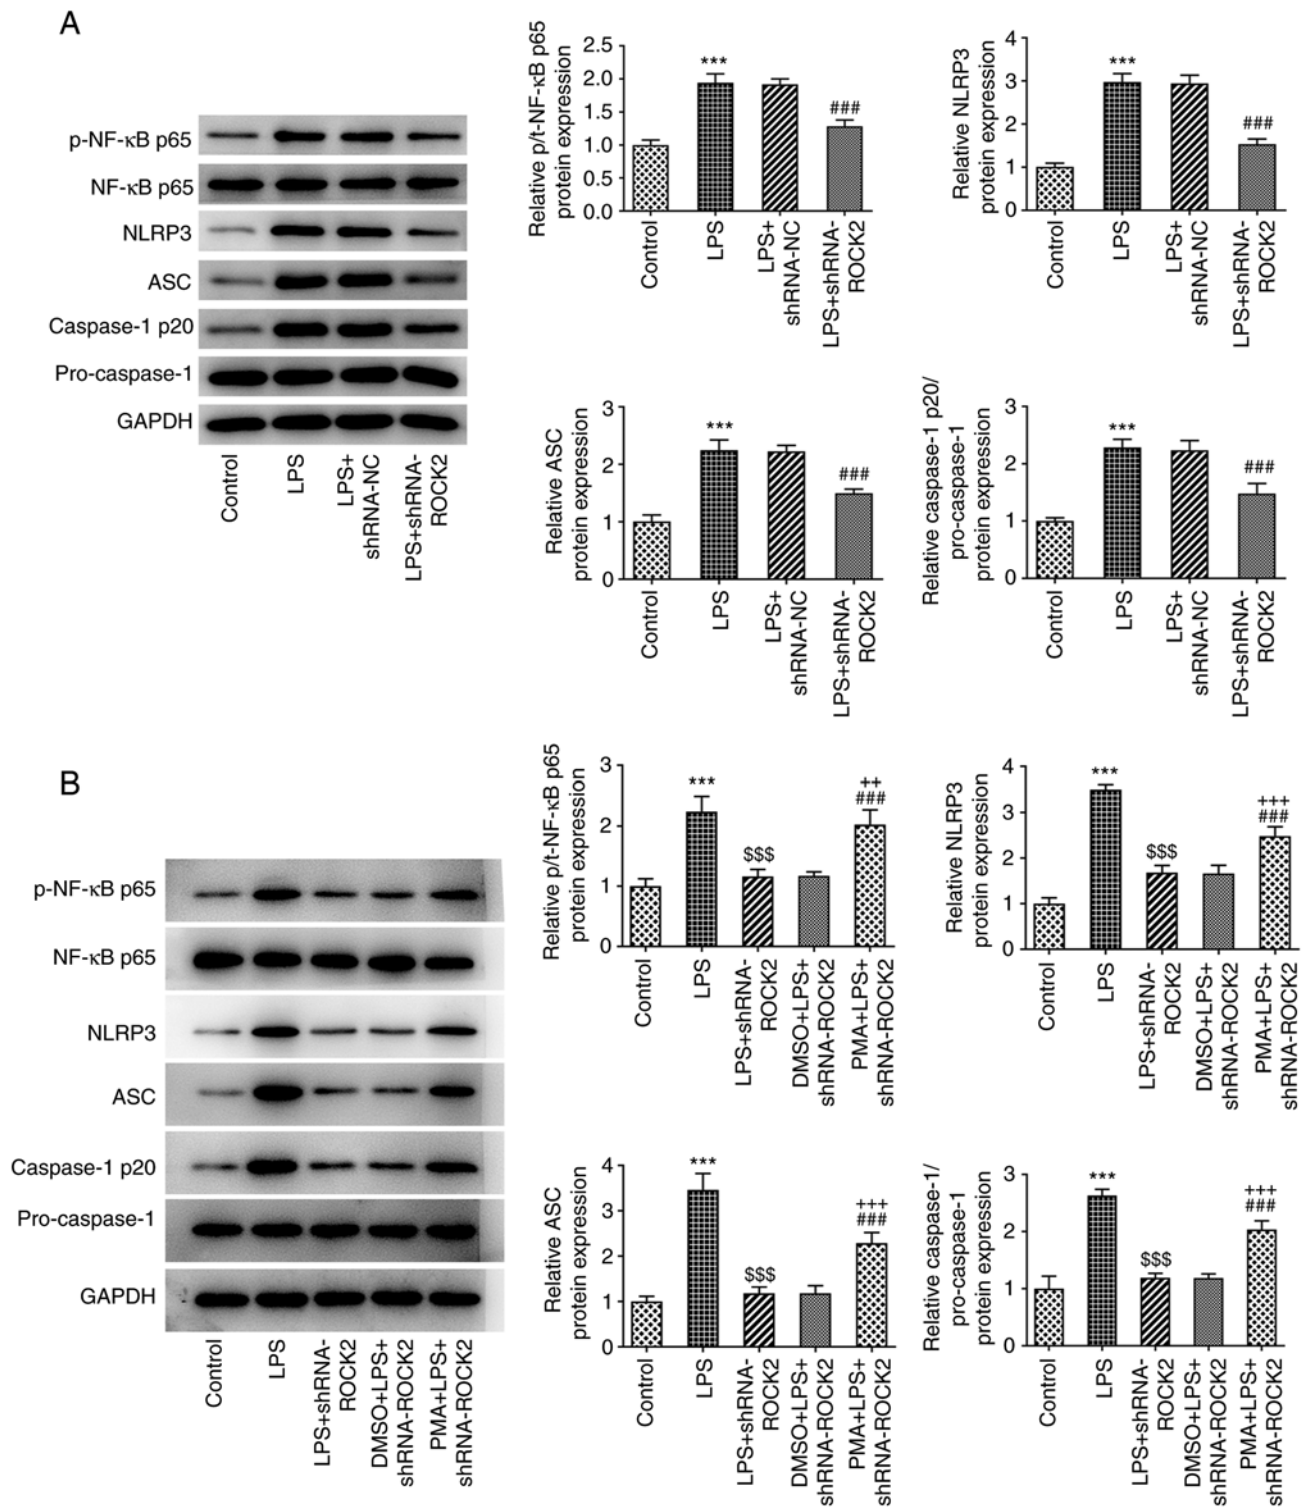 A
p-NF-κB p65
NF-κB p65
NLRP3
ASC
Caspase-1 p20
Pro-caspase-1
GAPDH
Control
LPS
LPS+
shRNA-NC
LPS+shRNA-
ROCK2
Relative p/t-NF-κB p65
protein expression
2.5
2.0
1.5
1.0
0.5
0.0
***
###
Control
LPS
LPS+
shRNA-NC
LPS+shRNA-
ROCK2
Relative NLRP3
protein expression
4
3
2
1
0
***
###
Control
LPS
LPS+
shRNA-NC
LPS+shRNA-
ROCK2
Relative ASC
protein expression
3
2
1
0
***
###
Control
LPS
LPS+
shRNA-NC
LPS+shRNA-
ROCK2
Relative caspase-1 p20/
pro-caspase-1
protein expression
3
2
1
0
***
###
Control
LPS
LPS+
shRNA-NC
LPS+shRNA-
ROCK2
B
p-NF-κB p65
NF-κB p65
NLRP3
ASC
Caspase-1 p20
Pro-caspase-1
GAPDH
Control
LPS
LPS+shRNA-
ROCK2
DMSO+LPS+
shRNA-ROCK2
PMA+LPS+
shRNA-ROCK2
Relative p/t-NF-κB p65
protein expression
3
2
1
0
***
$$$
++
###
Control
LPS
LPS+shRNA-
ROCK2
DMSO+LPS+
shRNA-ROCK2
PMA+LPS+
shRNA-ROCK2
Relative NLRP3
protein expression
4
3
2
1
0
***
$$$
+++
###
Control
LPS
LPS+shRNA-
ROCK2
DMSO+LPS+
shRNA-ROCK2
PMA+LPS+
shRNA-ROCK2
Relative ASC
protein expression
4
3
2
1
0
***
$$$
+++
###
Control
LPS
LPS+shRNA-
ROCK2
DMSO+LPS+
shRNA-ROCK2
PMA+LPS+
shRNA-ROCK2
Relative caspase-1/
pro-caspase-1
protein expression
3
2
1
0
***
$$$
+++
###
Control
LPS
LPS+shRNA-
ROCK2
DMSO+LPS+
shRNA-ROCK2
PMA+LPS+
shRNA-ROCK2